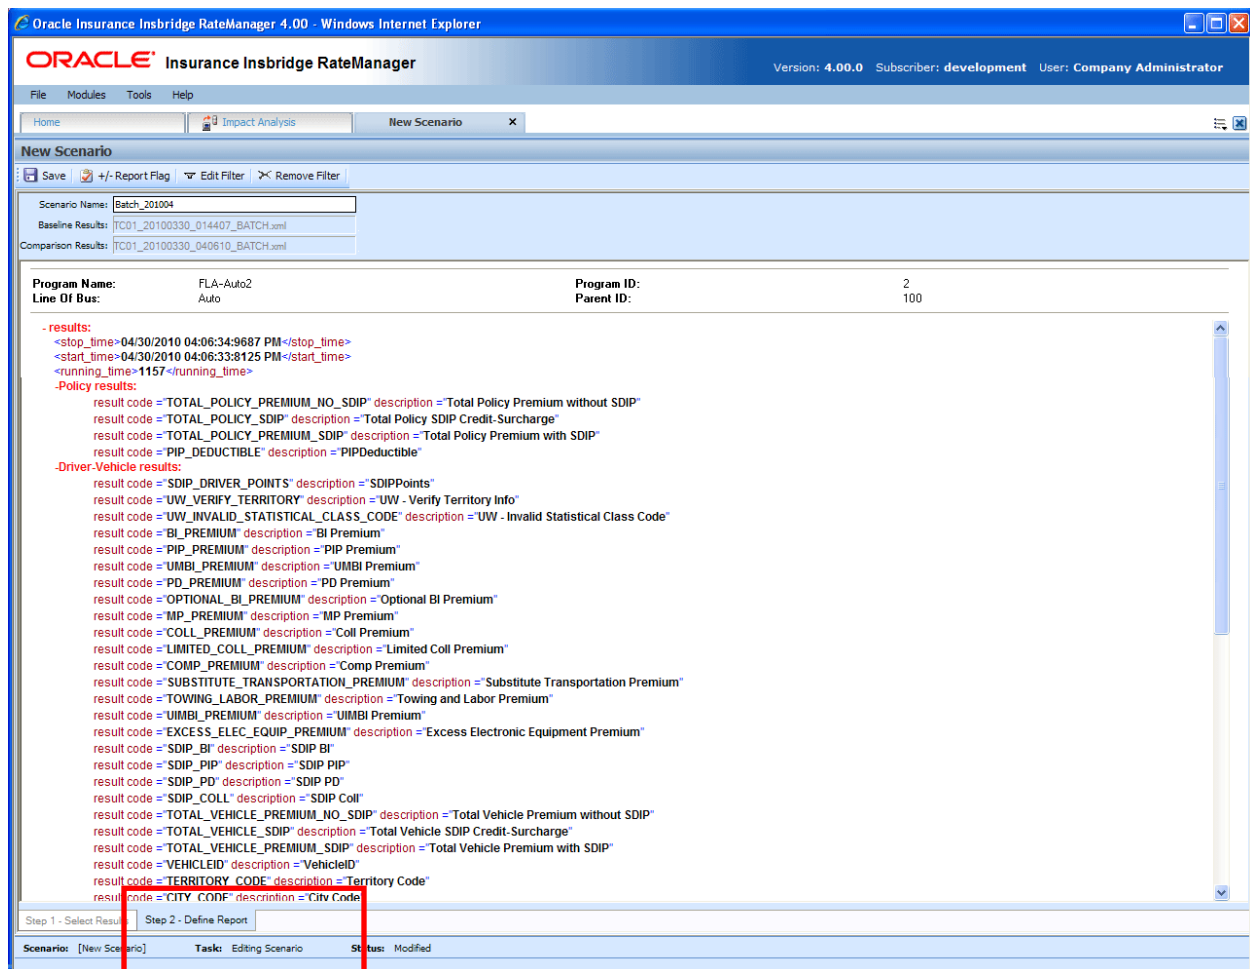 Oracle Insurance Insbridge RateManager 4.00 - Windows Internet Explorer
ORACLE Insurance Insbridge RateManager
Version: 4.00.0 Subscriber: development User: Company Administrator
File Modules Tools Help
Home Impact Analysis New Scenario
New Scenario
Save +/- Report Flag Edit Filter Remove Filter
Scenario Name: Batch_201004
Baseline Results: TC01_20100330_014407_BATCH.xml
Comparison Results: TC01_20100330_040610_BATCH.xml
Program Name: FLA-Auto2 Program ID: 2
Line Of Bus: Auto Parent ID: 100
- results:
<stop_time>04/30/2010 04:06:34:9687 PM</stop_time>
<start_time>04/30/2010 04:06:33:8125 PM</start_time>
<running_time>1157</running_time>
-Policy results:
result code ="TOTAL_POLICY_PREMIUM_NO_SDIP" description ="Total Policy Premium without SDIP"
result code ="TOTAL_POLICY_SDIP" description ="Total Policy SDIP Credit-Surcharge"
result code ="TOTAL_POLICY_PREMIUM_SDIP" description ="Total Policy Premium with SDIP"
result code ="PIP_DEDUCTIBLE" description ="PIPDeductible"
-Driver-Vehicle results:
result code ="SDIP_DRIVER_POINTS" description ="SDIPPoints"
result code ="UW_VERIFY_TERRITORY" description ="UW - Verify Territory Info"
result code ="UW_INVALID_STATISTICAL_CLASS_CODE" description ="UW - Invalid Statistical Class Code"
result code ="BI_PREMIUM" description ="BI Premium"
result code ="PIP_PREMIUM" description ="PIP Premium"
result code ="UMBI_PREMIUM" description ="UMBI Premium"
result code ="PD_PREMIUM" description ="PD Premium"
result code ="OPTIONAL_BI_PREMIUM" description ="Optional BI Premium"
result code ="MP_PREMIUM" description ="MP Premium"
result code ="COLL_PREMIUM" description ="Coll Premium"
result code ="LIMITED_COLL_PREMIUM" description ="Limited Coll Premium"
result code ="COMP_PREMIUM" description ="Comp Premium"
result code ="SUBSTITUTE_TRANSPORTATION_PREMIUM" description ="Substitute Transportation Premium"
result code ="TOWING_LABOR_PREMIUM" description ="Towing and Labor Premium"
result code ="UIMBI_PREMIUM" description ="UIMBI Premium"
result code ="EXCESS_ELEC_EQUIP_PREMIUM" description ="Excess Electronic Equipment Premium"
result code ="SDIP_BI" description ="SDIP BI"
result code ="SDIP_PIP" description ="SDIP PIP"
result code ="SDIP_PD" description ="SDIP PD"
result code ="SDIP_COLL" description ="SDIP Coll"
result code ="TOTAL_VEHICLE_PREMIUM_NO_SDIP" description ="Total Vehicle Premium without SDIP"
result code ="TOTAL_VEHICLE_SDIP" description ="Total Vehicle SDIP Credit-Surcharge"
result code ="TOTAL_VEHICLE_PREMIUM_SDIP" description ="Total Vehicle Premium with SDIP"
result code ="VEHICLEID" description ="VehicleID"
result code ="TERRITORY_CODE" description ="Territory Code"
result code ="CITY_CODE" description ="City Code"
Step 1 - Select Results Step 2 - Define Report
Scenario: [New Scenario] Task: Editing Scenario Status: Modified